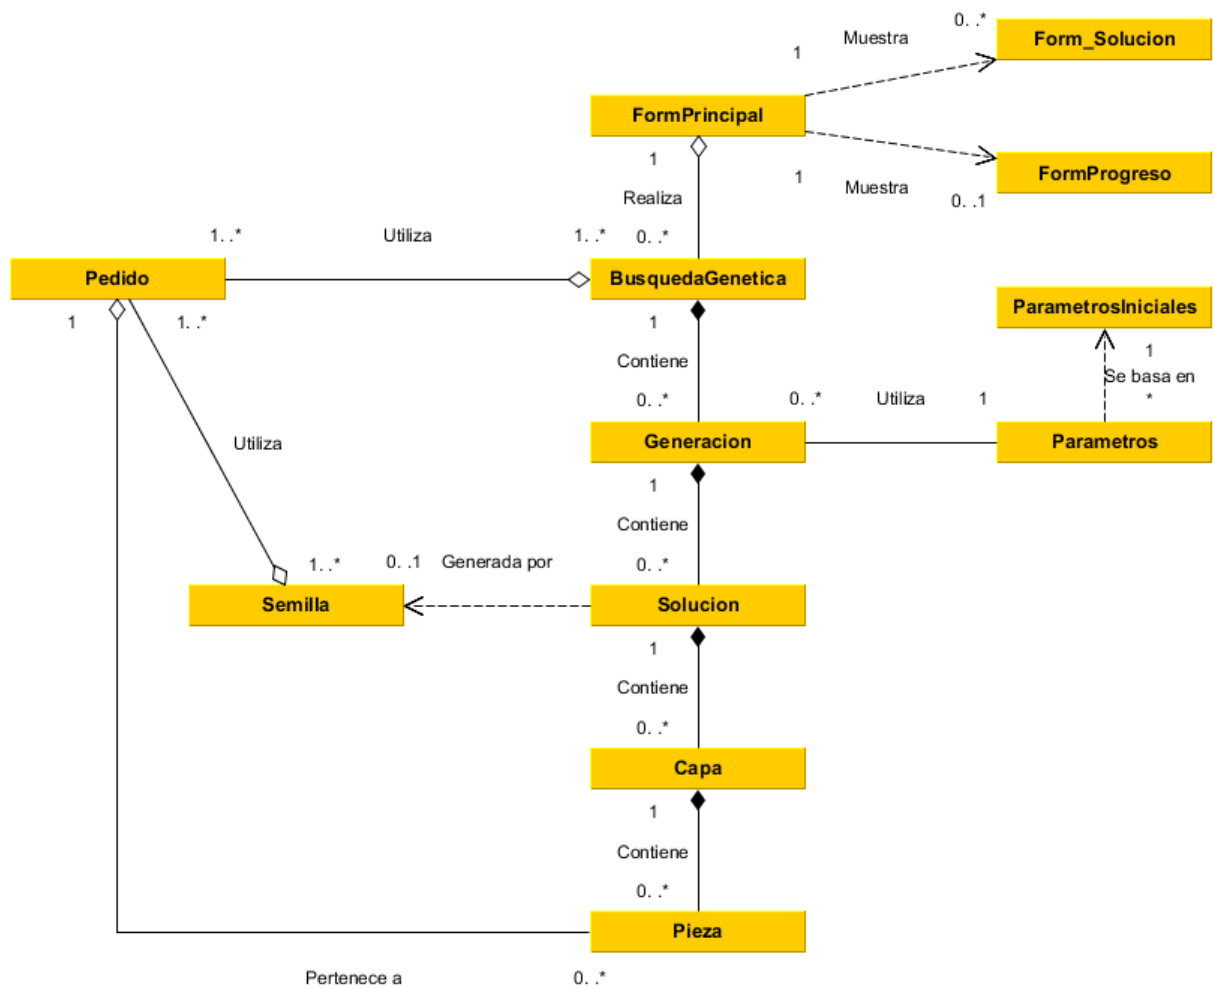 0. .*
Muestra
Form_Solucion
1
FormPrincipal
1
1
Muestra
FormProgreso
0. .1
Realiza
1. .*
Utiliza
1. .*
0. .*
Pedido
BusquedaGenetica
1
1. .*
1
ParametrosIniciales
1
Contiene
Se basa en
0. .*
0. .*
Utiliza
1
*
Utiliza
Generacion
Parametros
1
Contiene
1. .*
0. .1
Generada por
0. .*
Semilla
Solucion
1
Contiene
0. .*
Capa
1
Contiene
0. .*
Pieza
Pertenece a
0. .*